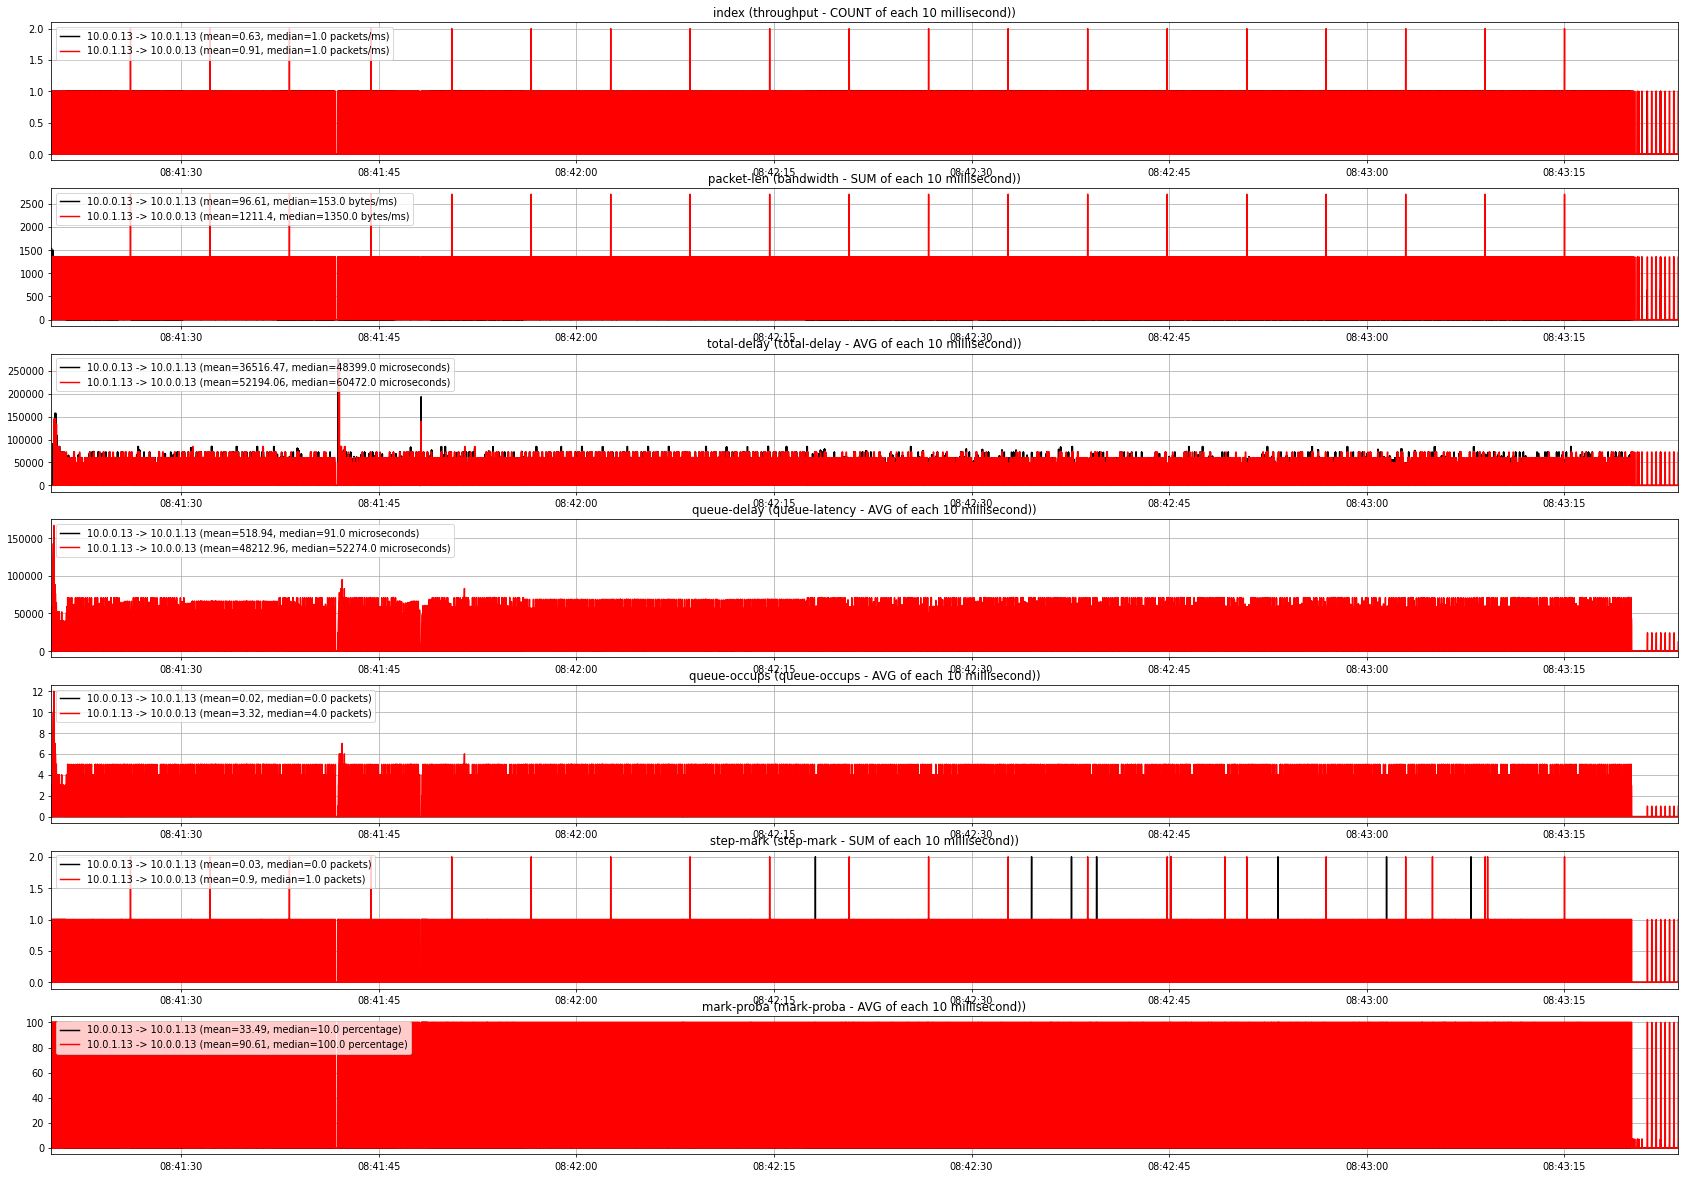 index (throughput - COUNT of each 10 millisecond))
2.0
1.5
1.0
0.5
0.0
10.0.0.13 -> 10.0.1.13 (mean=0.63, median=1.0 packets/ms)
10.0.1.13 -> 10.0.0.13 (mean=0.91, median=1.0 packets/ms)
08:41:30 08:41:45 08:42:00 08:42:15 08:42:30 08:42:45 08:43:00 08:43:15
packet-len (bandwidth - SUM of each 10 millisecond))
2500
2000
1500
1000
500
0
10.0.0.13 -> 10.0.1.13 (mean=96.61, median=153.0 bytes/ms)
10.0.1.13 -> 10.0.0.13 (mean=1211.4, median=1350.0 bytes/ms)
08:41:30 08:41:45 08:42:00 08:42:15 08:42:30 08:42:45 08:43:00 08:43:15
total-delay (total-delay - AVG of each 10 millisecond))
250000
200000
150000
100000
50000
0
10.0.0.13 -> 10.0.1.13 (mean=36516.47, median=48399.0 microseconds)
10.0.1.13 -> 10.0.0.13 (mean=52194.06, median=60472.0 microseconds)
08:41:30 08:41:45 08:42:00 08:42:15 08:42:30 08:42:45 08:43:00 08:43:15
queue-delay (queue-latency - AVG of each 10 millisecond))
150000
100000
50000
0
10.0.0.13 -> 10.0.1.13 (mean=518.94, median=91.0 microseconds)
10.0.1.13 -> 10.0.0.13 (mean=48212.96, median=52274.0 microseconds)
08:41:30 08:41:45 08:42:00 08:42:15 08:42:30 08:42:45 08:43:00 08:43:15
queue-occups (queue-occups - AVG of each 10 millisecond))
12
10
8
6
4
2
0
10.0.0.13 -> 10.0.1.13 (mean=0.02, median=0.0 packets)
10.0.1.13 -> 10.0.0.13 (mean=3.32, median=4.0 packets)
08:41:30 08:41:45 08:42:00 08:42:15 08:42:30 08:42:45 08:43:00 08:43:15
step-mark (step-mark - SUM of each 10 millisecond))
2.0
1.5
1.0
0.5
0.0
10.0.0.13 -> 10.0.1.13 (mean=0.03, median=0.0 packets)
10.0.1.13 -> 10.0.0.13 (mean=0.9, median=1.0 packets)
08:41:30 08:41:45 08:42:00 08:42:15 08:42:30 08:42:45 08:43:00 08:43:15
mark-proba (mark-proba - AVG of each 10 millisecond))
100
80
60
40
20
0
10.0.0.13 -> 10.0.1.13 (mean=33.49, median=10.0 percentage)
10.0.1.13 -> 10.0.0.13 (mean=90.61, median=100.0 percentage)
08:41:30 08:41:45 08:42:00 08:42:15 08:42:30 08:42:45 08:43:00 08:43:15